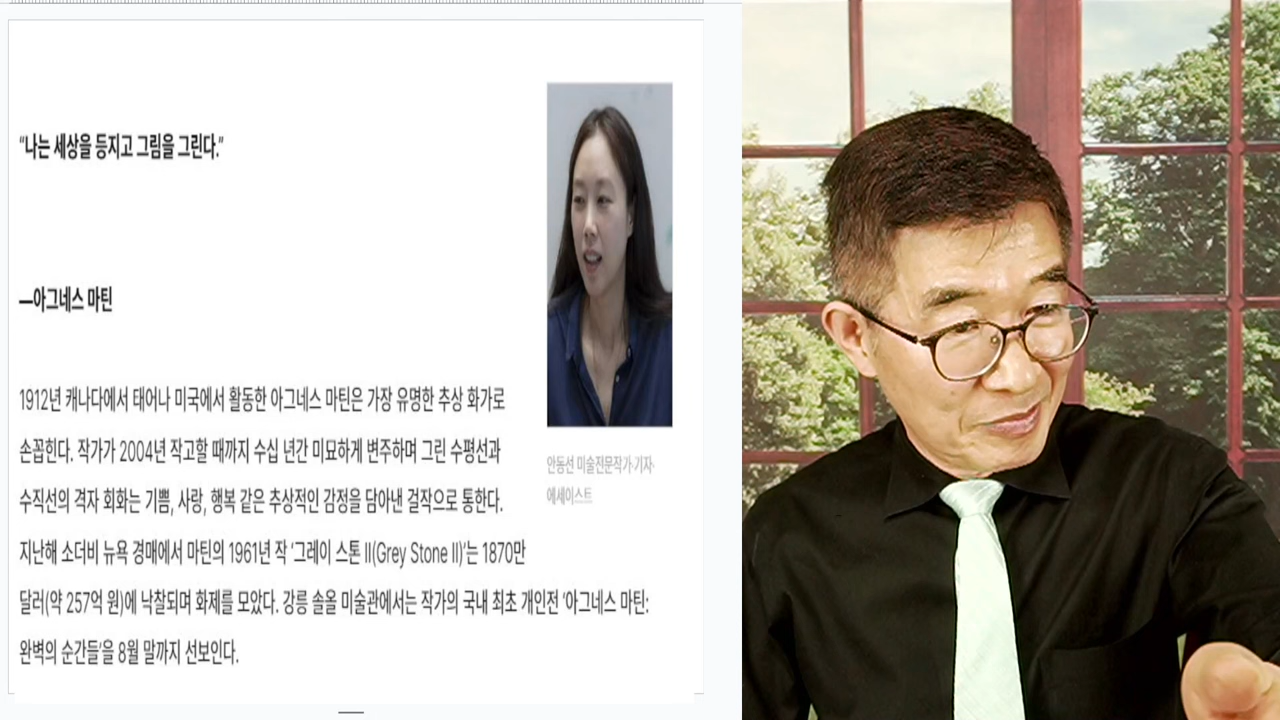 “나는 세상을 등지고 그림을 그린다.”
—아그네스 마틴
1912년 캐나다에서 태어나 미국에서 활동한 아그네스 마틴은 가장 유명한 추상 화가로
손꼽힌다. 작가가 2004년 작고할 때까지 수십 년간 미묘하게 변주하며 그린 수평선과
수직선의 격자 회화는 기쁨, 사랑, 행복 같은 추상적인 감정을 담아낸 걸작으로 통한다.
지난해 소더비 뉴욕 경매에서 마틴의 1961년 작 ‘그레이 스톤 II(Grey Stone II)’는 1870만
달러(약 257억 원)에 낙찰되며 화제를 모았다. 강릉 솔올 미술관에서는 작가의 국내 최초 개인전 ‘아그네스 마틴:
완벽의 순간들’을 8월 말까지 선보인다.
안동선 미술전문작가·기자·
에세이스트